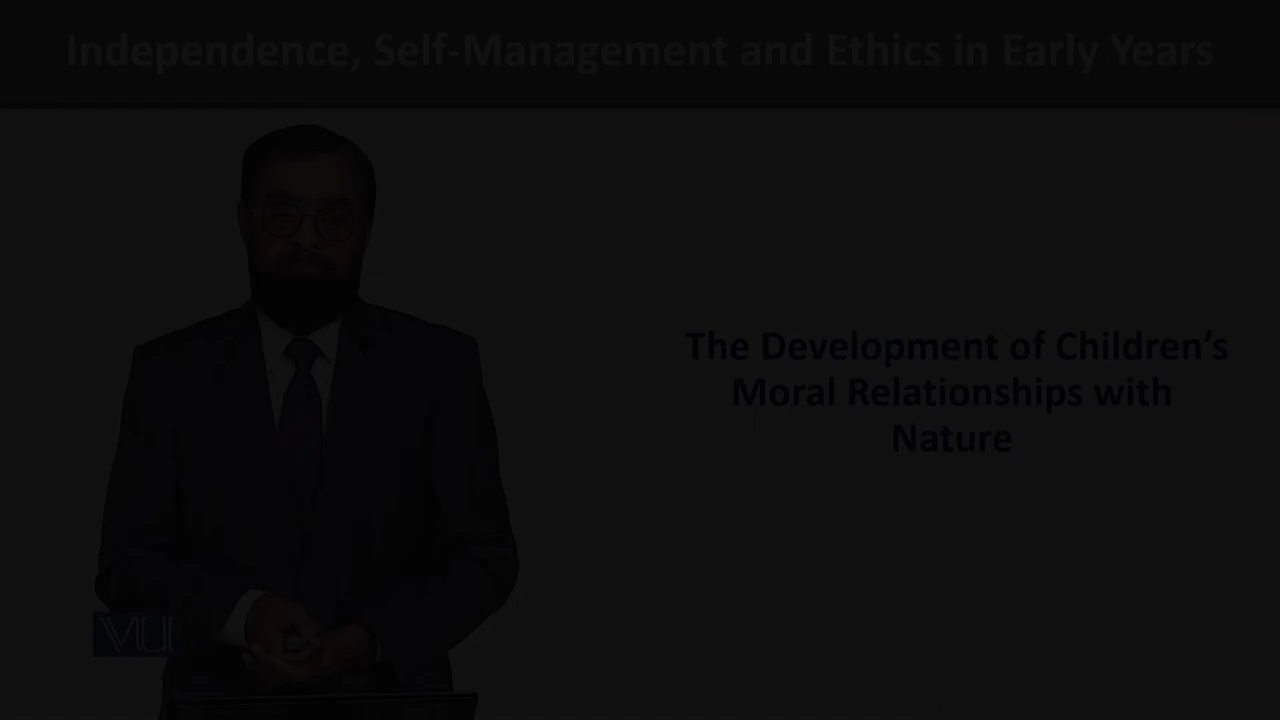 Independence, Self-Management and Ethics in Early Years
The Development of Children's
Moral Relationships with
Nature
VU